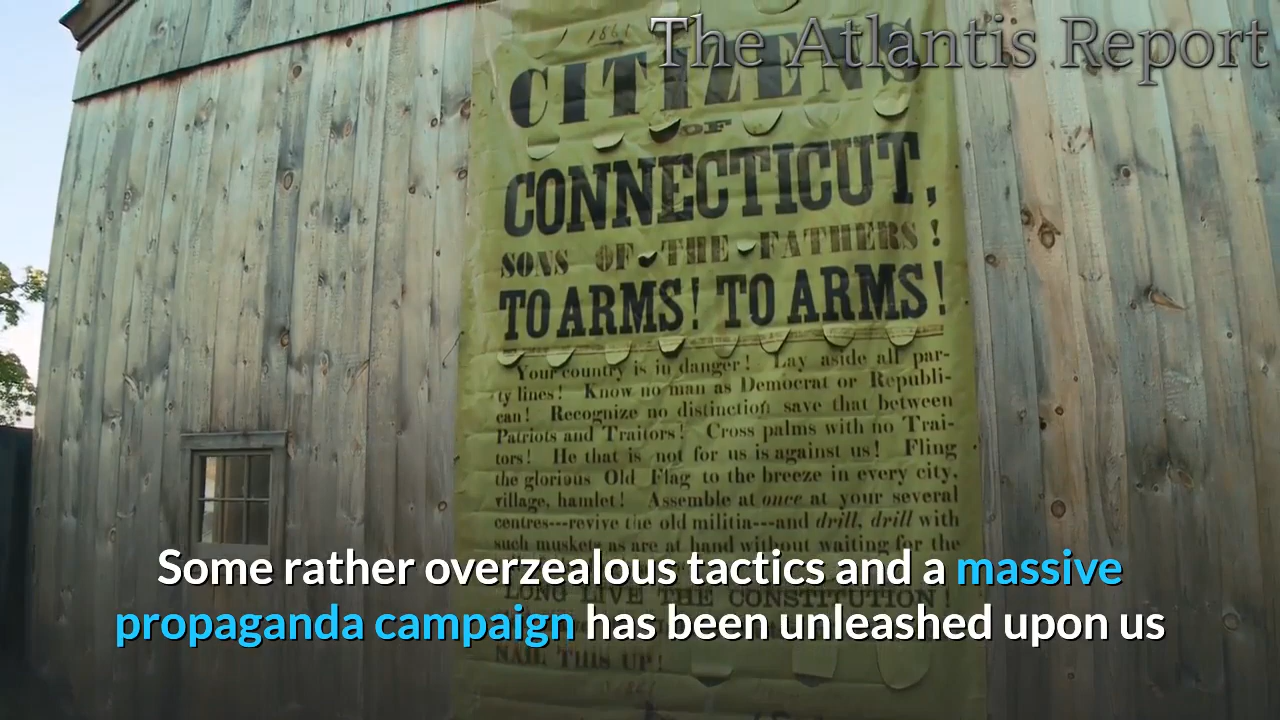 The Atlantis Report
1861
CITIZENS
OF
CONNECTICUT,
SONS OF THE FATHERS!
TO ARMS! TO ARMS!
Your country is in danger! Lay aside all par-
ty lines! Know no man as Democrat or Republi-
can! Recognize no distinction save that between
Patriots and Traitors! Cross palms with no Trai-
tors! He that is not for us is against us! Fling
the glorious Old Flag to the breeze in every city,
village, hamlet! Assemble at once at your several
centres---revive the old militia---and drill, drill with
such muskets as are at hand without waiting for the
Some rather overzealous tactics and a massive
LONG LIVE THE CONSTITUTION!
propaganda campaign has been unleashed upon us
NAIL THIS UP!